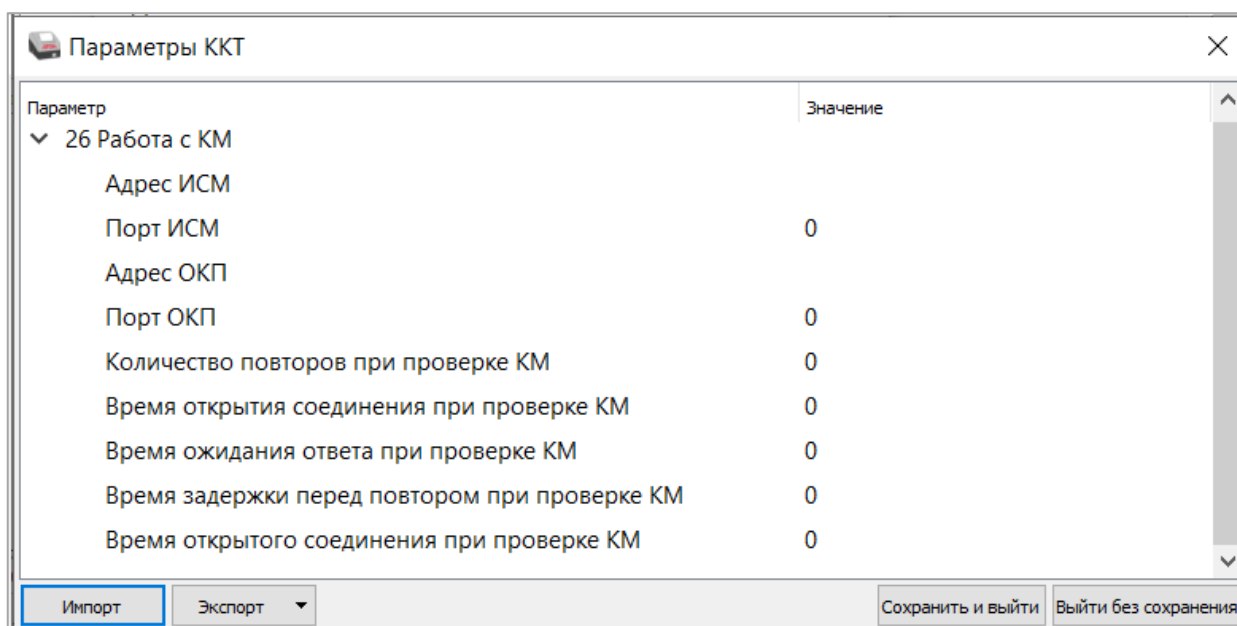 Параметры ККТ
Параметр Значение
26 Работа с КМ
Адрес ИСМ
Порт ИСМ 0
Адрес ОКП
Порт ОКП 0
Количество повторов при проверке КМ 0
Время открытия соединения при проверке КМ 0
Время ожидания ответа при проверке КМ 0
Время задержки перед повтором при проверке КМ 0
Время открытого соединения при проверке КМ 0
Импорт Экспорт Сохранить и выйти Выйти без сохранения